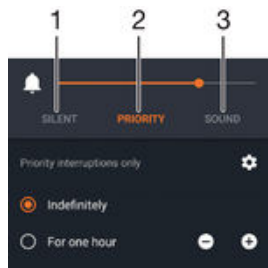 1 2 3
SILENT PRIORITY SOUND
Priority interruptions only
Indefinitely
For one hour